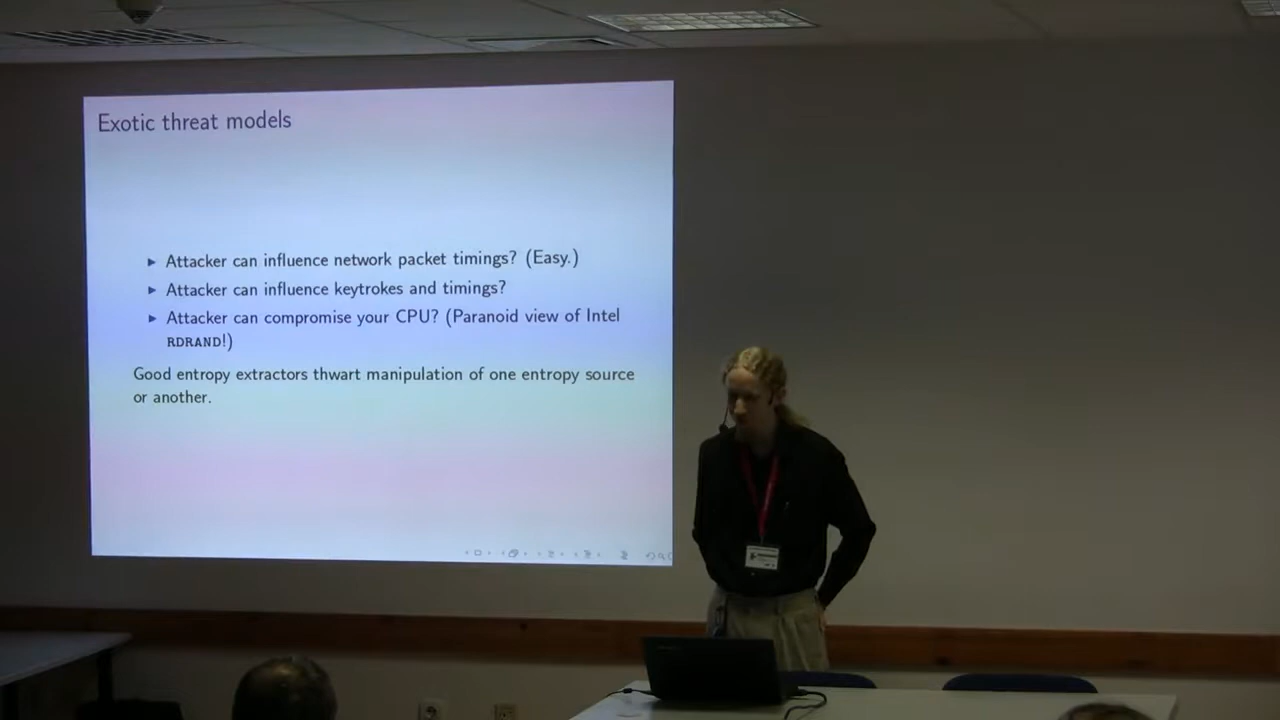 Exotic threat models
Attacker can influence network packet timings? (Easy.)
Attacker can influence keytrokes and timings?
Attacker can compromise your CPU? (Paranoid view of Intel
RDRAND!)
Good entropy extractors thwart manipulation of one entropy source
or another.